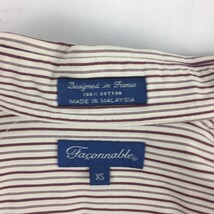 Designed in France
100% COTTON
MADE IN MALAYSIA
Façonnable®
XS